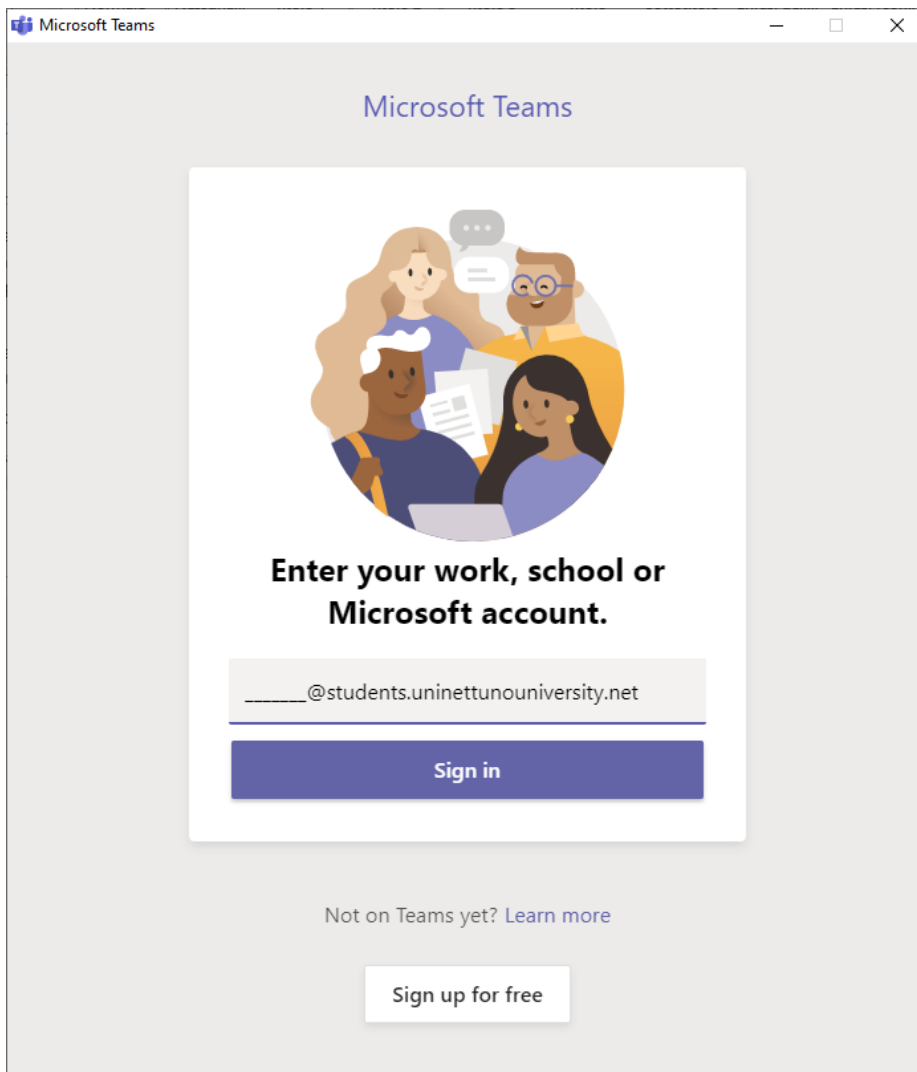 Microsoft Teams
Microsoft Teams
Enter your work, school or
Microsoft account.
_______@students.uninettunouniversity.net
Sign in
Not on Teams yet? Learn more
Sign up for free